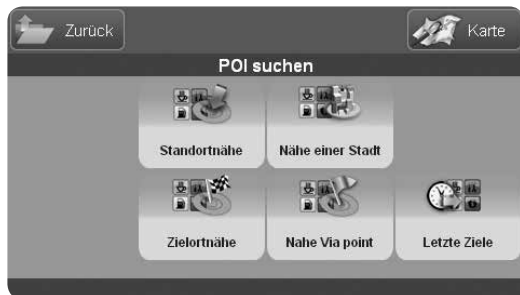 Zurück
Karte
POI suchen
Standortnähe
Nähe einer Stadt
Zielortnähe
Nahe Via point
Letzte Ziele